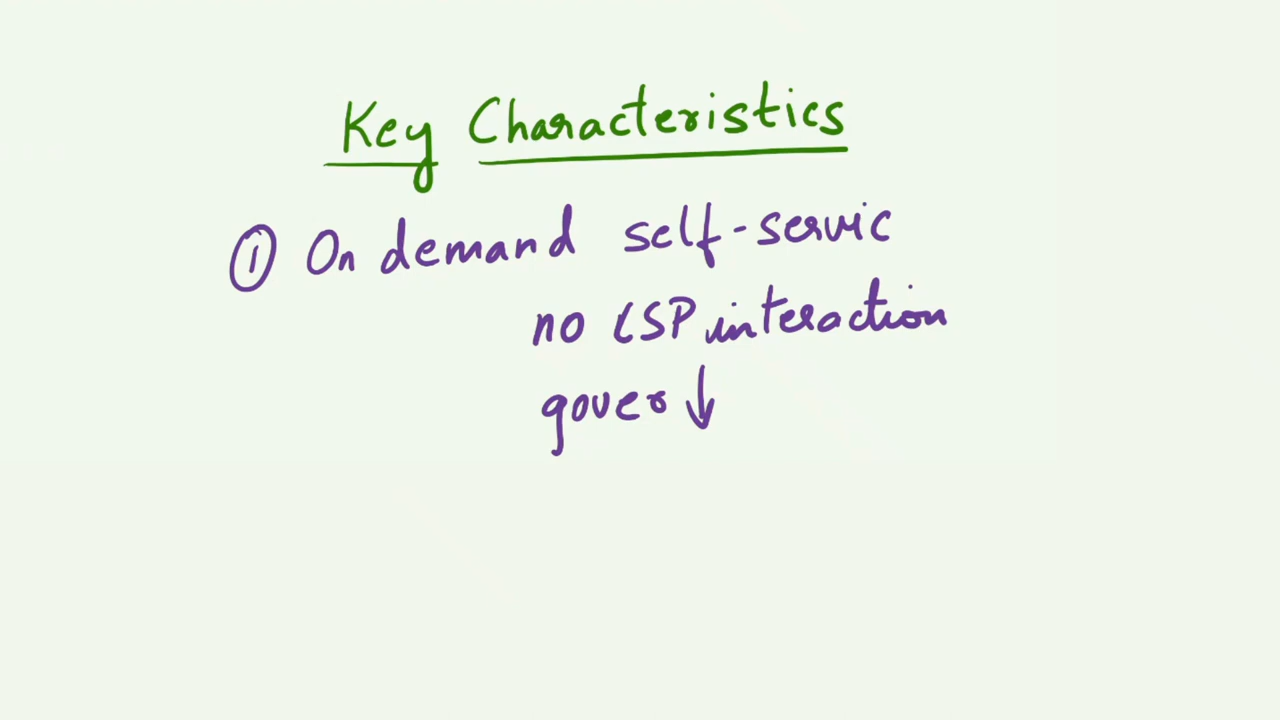 Key Characteristics
① On demand self-servic
no CSP interaction
gover ↓